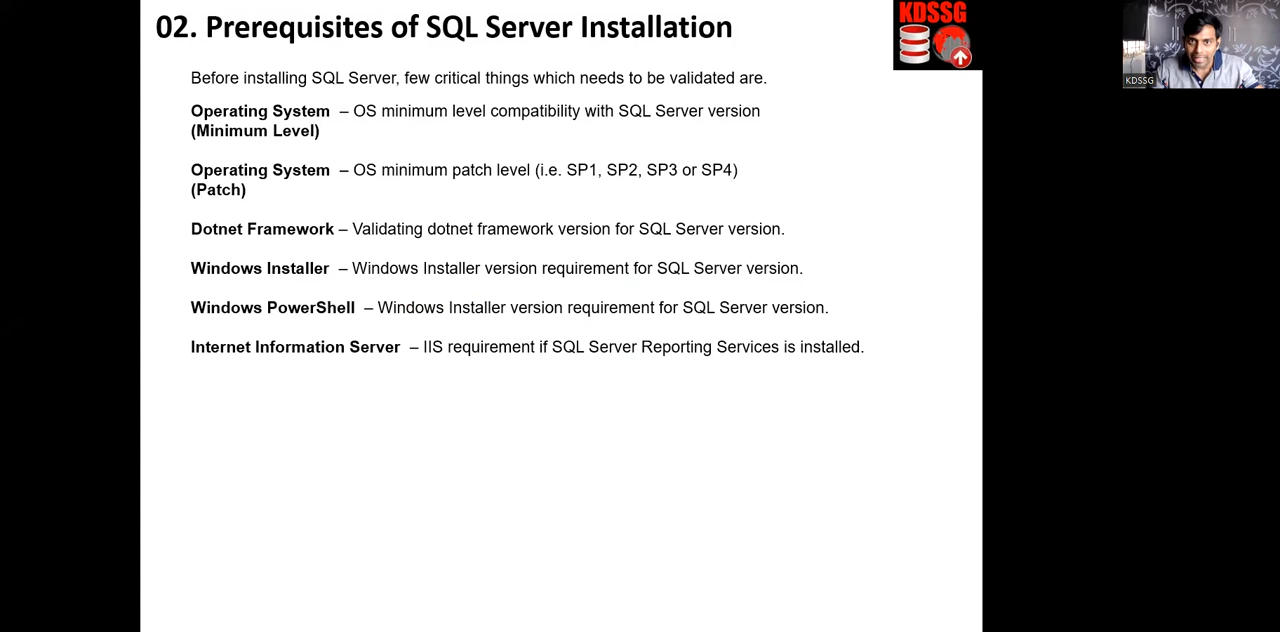 02. Prerequisites of SQL Server Installation
KDSSG
KDSSG
Before installing SQL Server, few critical things which needs to be validated are.
Operating System – OS minimum level compatibility with SQL Server version
(Minimum Level)
Operating System – OS minimum patch level (i.e. SP1, SP2, SP3 or SP4)
(Patch)
Dotnet Framework – Validating dotnet framework version for SQL Server version.
Windows Installer – Windows Installer version requirement for SQL Server version.
Windows PowerShell – Windows Installer version requirement for SQL Server version.
Internet Information Server – IIS requirement if SQL Server Reporting Services is installed.